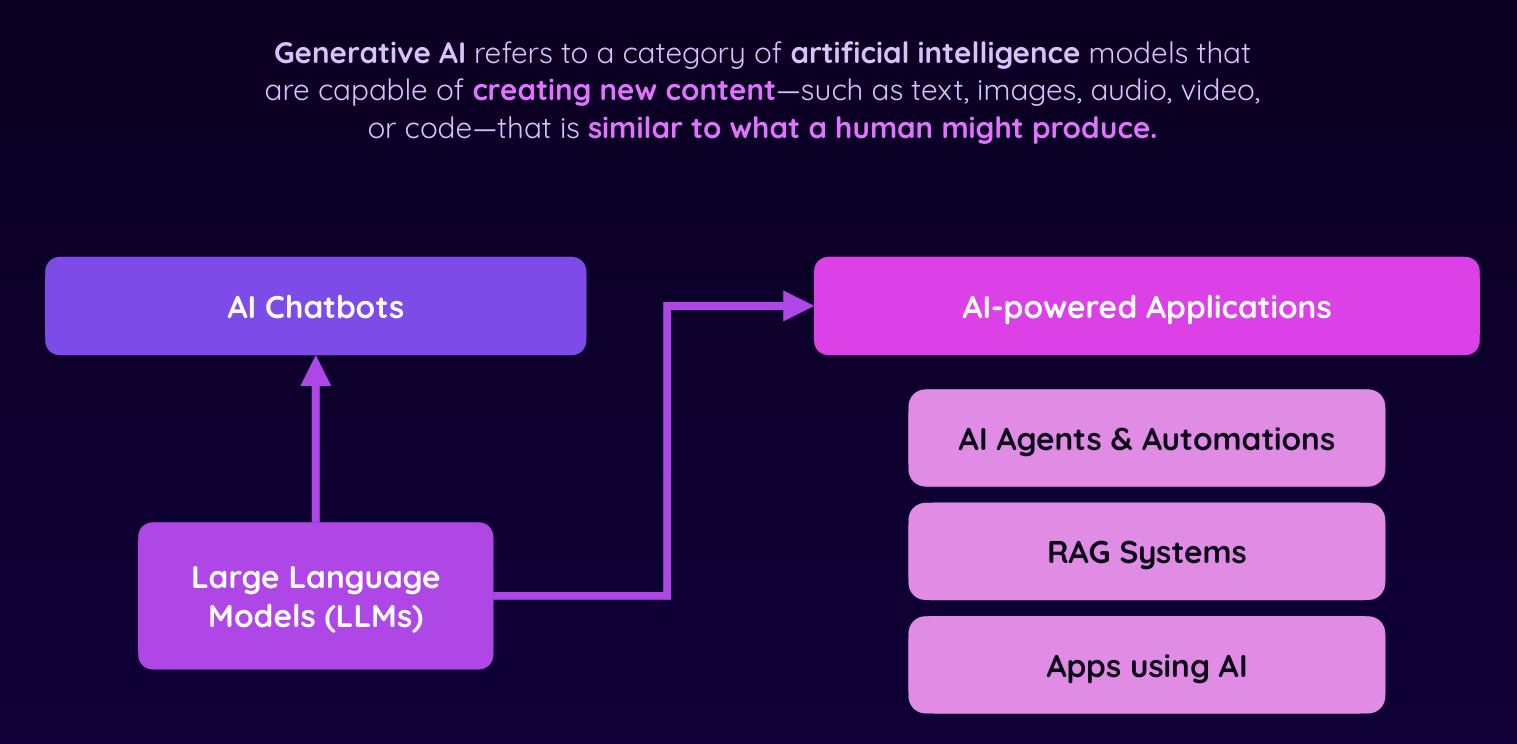 Generative AI refers to a category of artificial intelligence models that
are capable of creating new content—such as text, images, audio, video,
or code—that is similar to what a human might produce.
AI Chatbots
AI-powered Applications
AI Agents & Automations
RAG Systems
Large Language
Models (LLMs)
Apps using AI